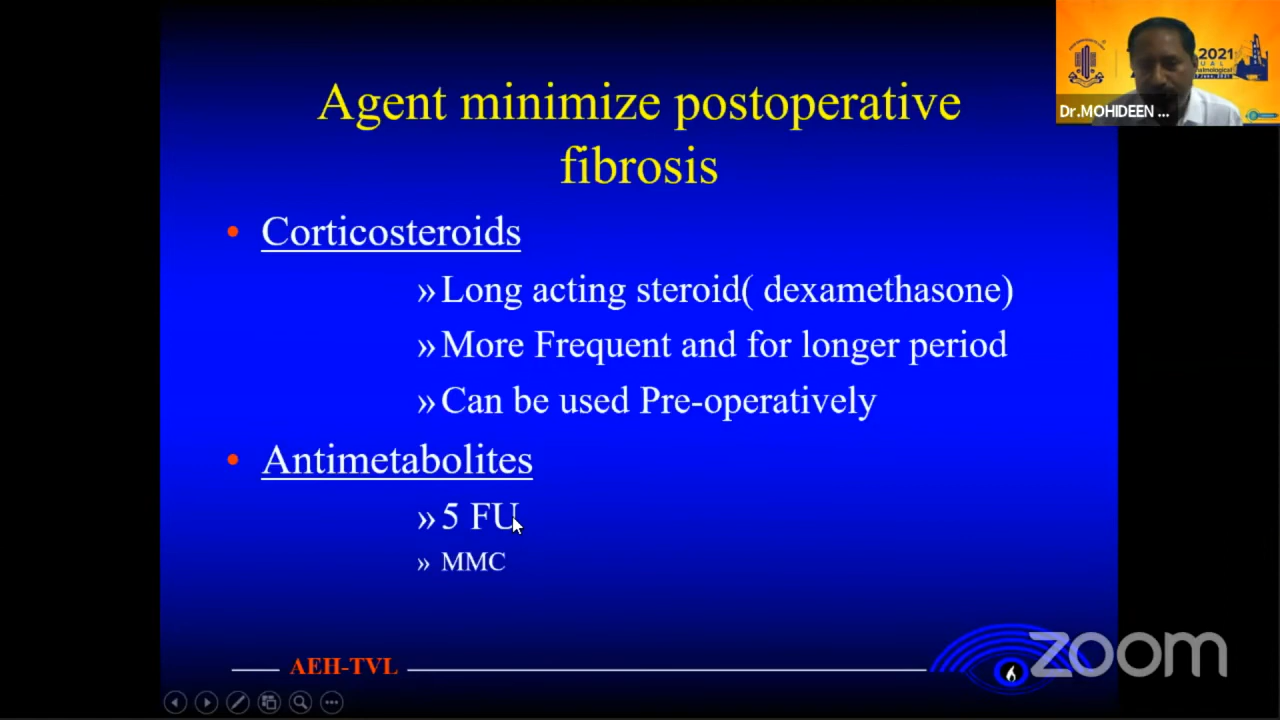 Agent minimize postoperative
fibrosis
• Corticosteroids
» Long acting steroid( dexamethasone)
» More Frequent and for longer period
» Can be used Pre-operatively
• Antimetabolites
» 5 FU
» MMC
AEH-TVL
zoom
2021
Dr.MOHIDEEN ...